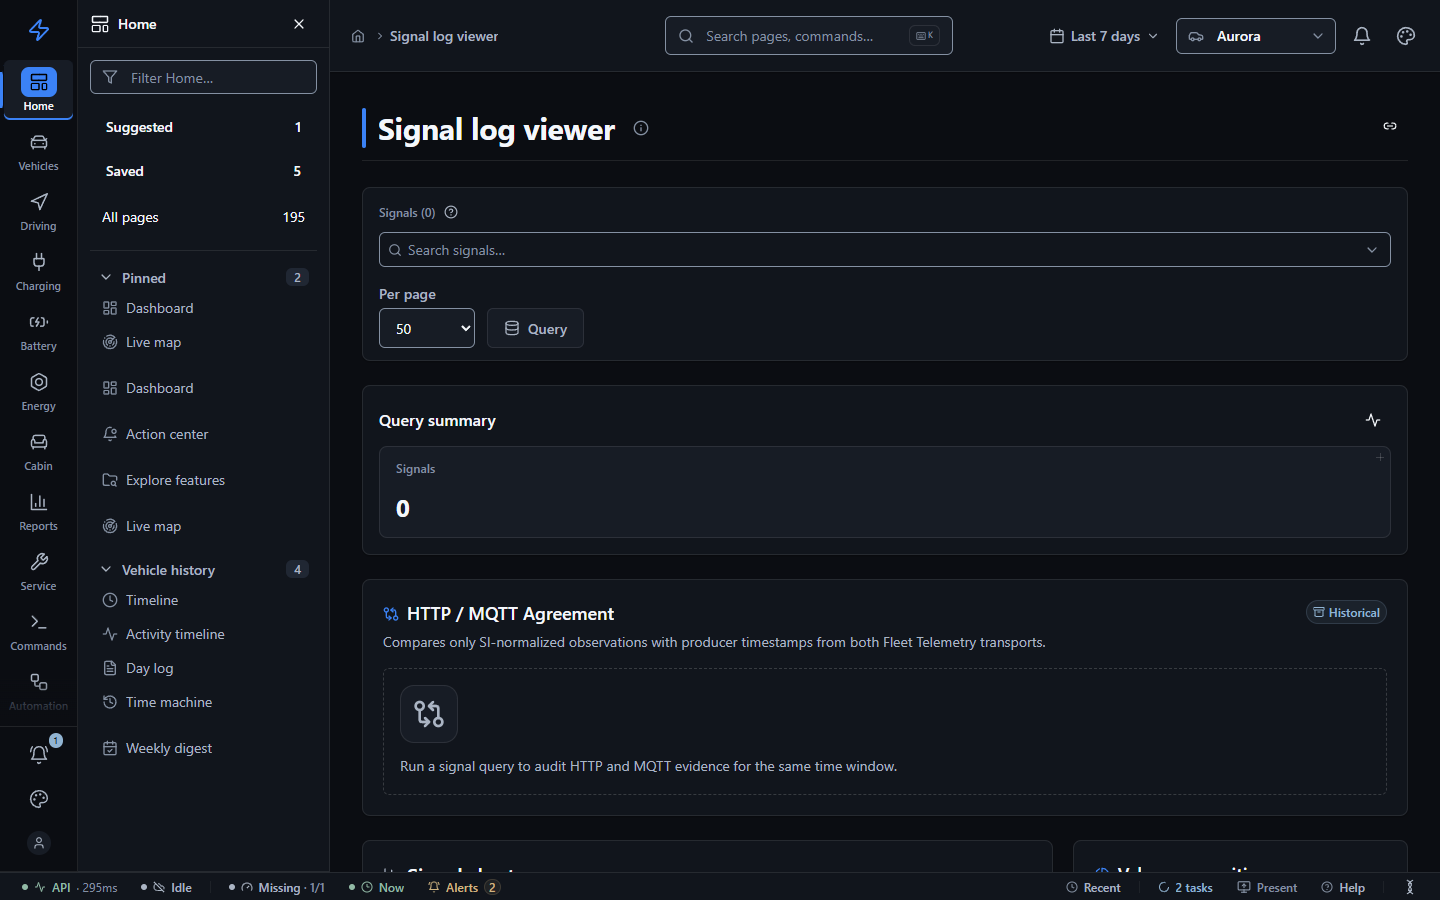 Home
Vehicles
Driving
Charging
Battery
Energy
Cabin
Reports
Service
Commands
Automation
1
Home
Filter Home...
Suggested 1
Saved 5
All pages 195
Pinned 2
Dashboard
Live map
Dashboard
Action center
Explore features
Live map
Vehicle history 4
Timeline
Activity timeline
Day log
Time machine
Weekly digest
Signal log viewer
Search pages, commands... K
Last 7 days
Aurora
Signal log viewer
Signals (0)
Search signals...
Per page
50
Query
Query summary
Signals
0
HTTP / MQTT Agreement
Historical
Compares only SI-normalized observations with producer timestamps from both Fleet Telemetry transports.
Run a signal query to audit HTTP and MQTT evidence for the same time window.
API · 295ms
Idle
Missing · 1/1
Now
Alerts 2
Recent
2 tasks
Present
Help